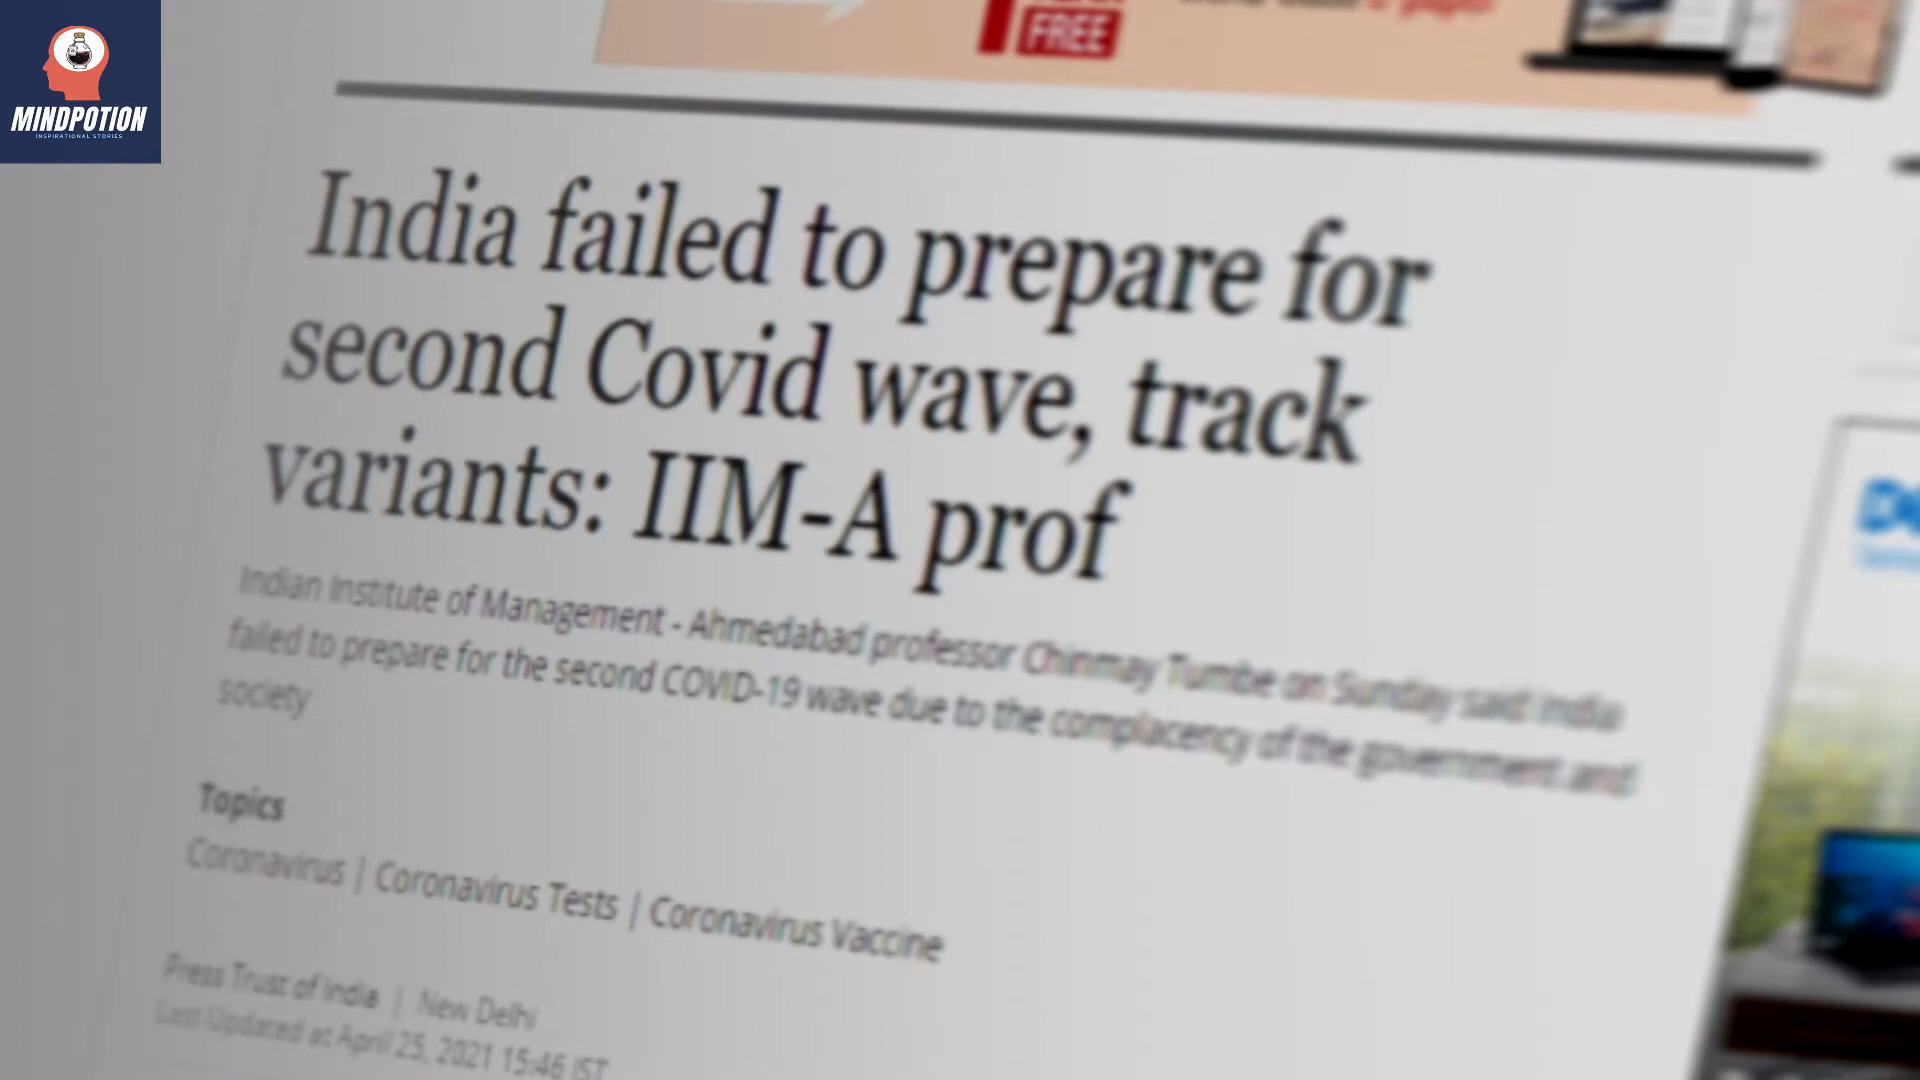 MINDPOTION
INSPIRATIONAL STORIES
FREE
India failed to prepare for
second Covid wave, track
variants: IIM-A prof
Indian Institute of Management - Ahmedabad professor Chinmay Tumbe on Sunday said India
failed to prepare for the second COVID-19 wave due to the complacency of the government and
society
Topics
Coronavirus | Coronavirus Tests | Coronavirus Vaccine
Press Trust of India | New Delhi
Last Updated at April 25, 2021 15:46 IST